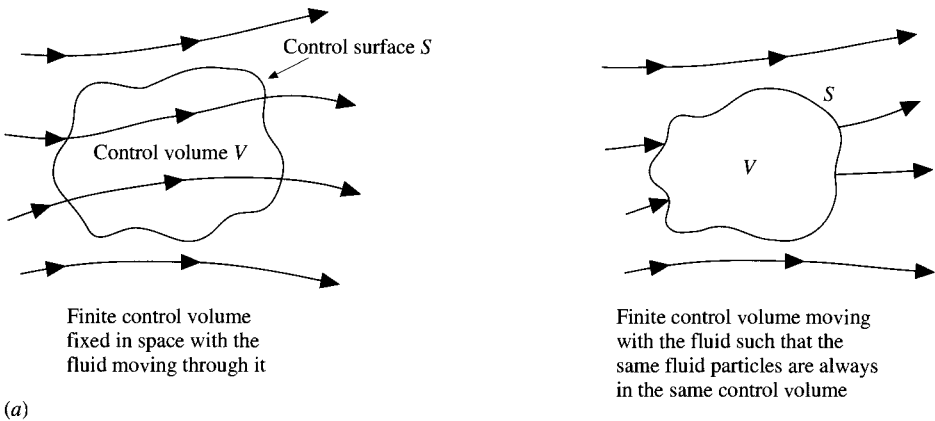 Control surface S
Control volume V
Finite control volume
fixed in space with the
fluid moving through it
S
V
Finite control volume moving
with the fluid such that the
same fluid particles are always
in the same control volume
(a)